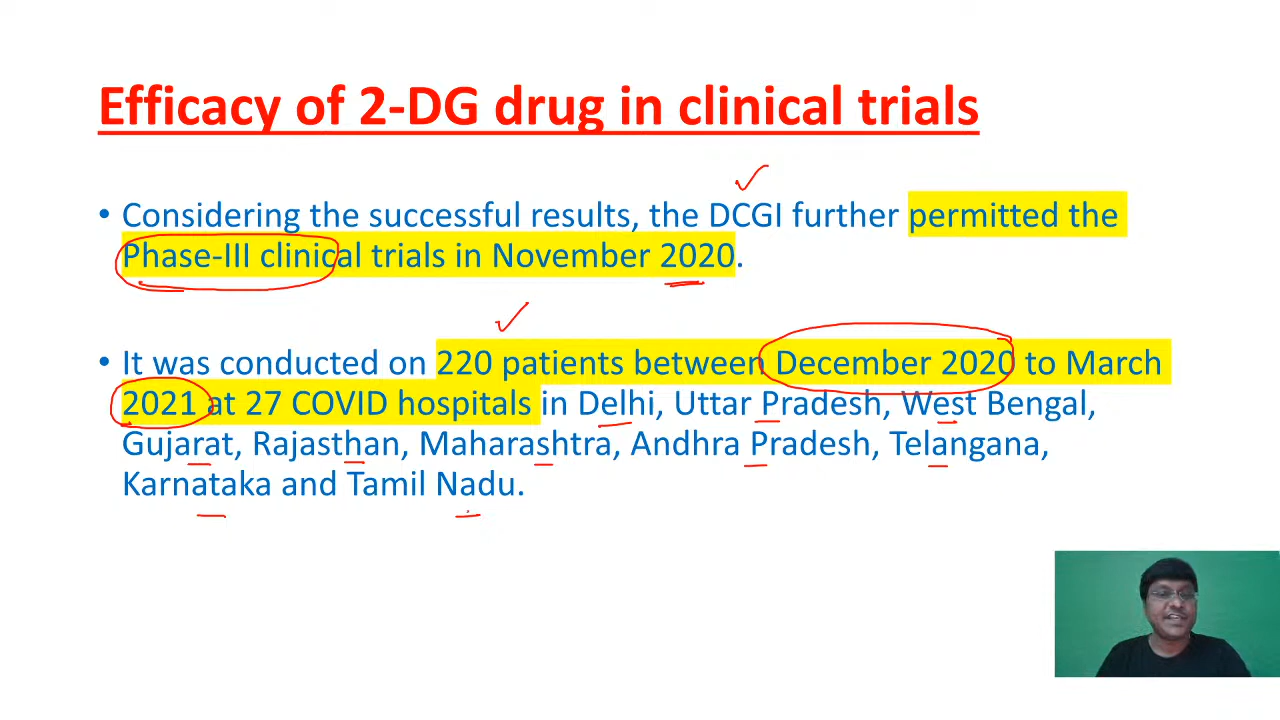 Efficacy of 2-DG drug in clinical trials
• Considering the successful results, the DCGI further permitted the
Phase-III clinical trials in November 2020.
• It was conducted on 220 patients between December 2020 to March
2021 at 27 COVID hospitals in Delhi, Uttar Pradesh, West Bengal,
Gujarat, Rajasthan, Maharashtra, Andhra Pradesh, Telangana,
Karnataka and Tamil Nadu.